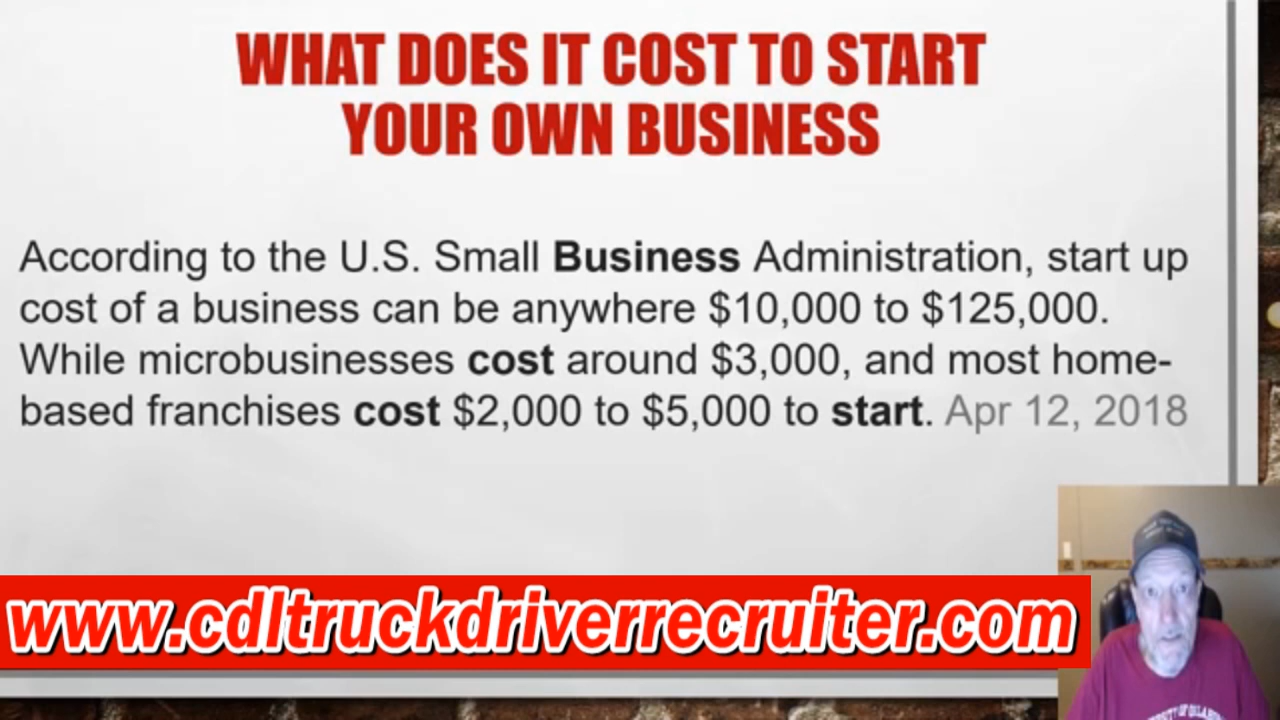 WHAT DOES IT COST TO START
YOUR OWN BUSINESS
According to the U.S. Small Business Administration, start up
cost of a business can be anywhere $10,000 to $125,000.
While microbusinesses cost around $3,000, and most home-
based franchises cost $2,000 to $5,000 to start. Apr 12, 2018
www.cdltruckdriverrecruiter.com